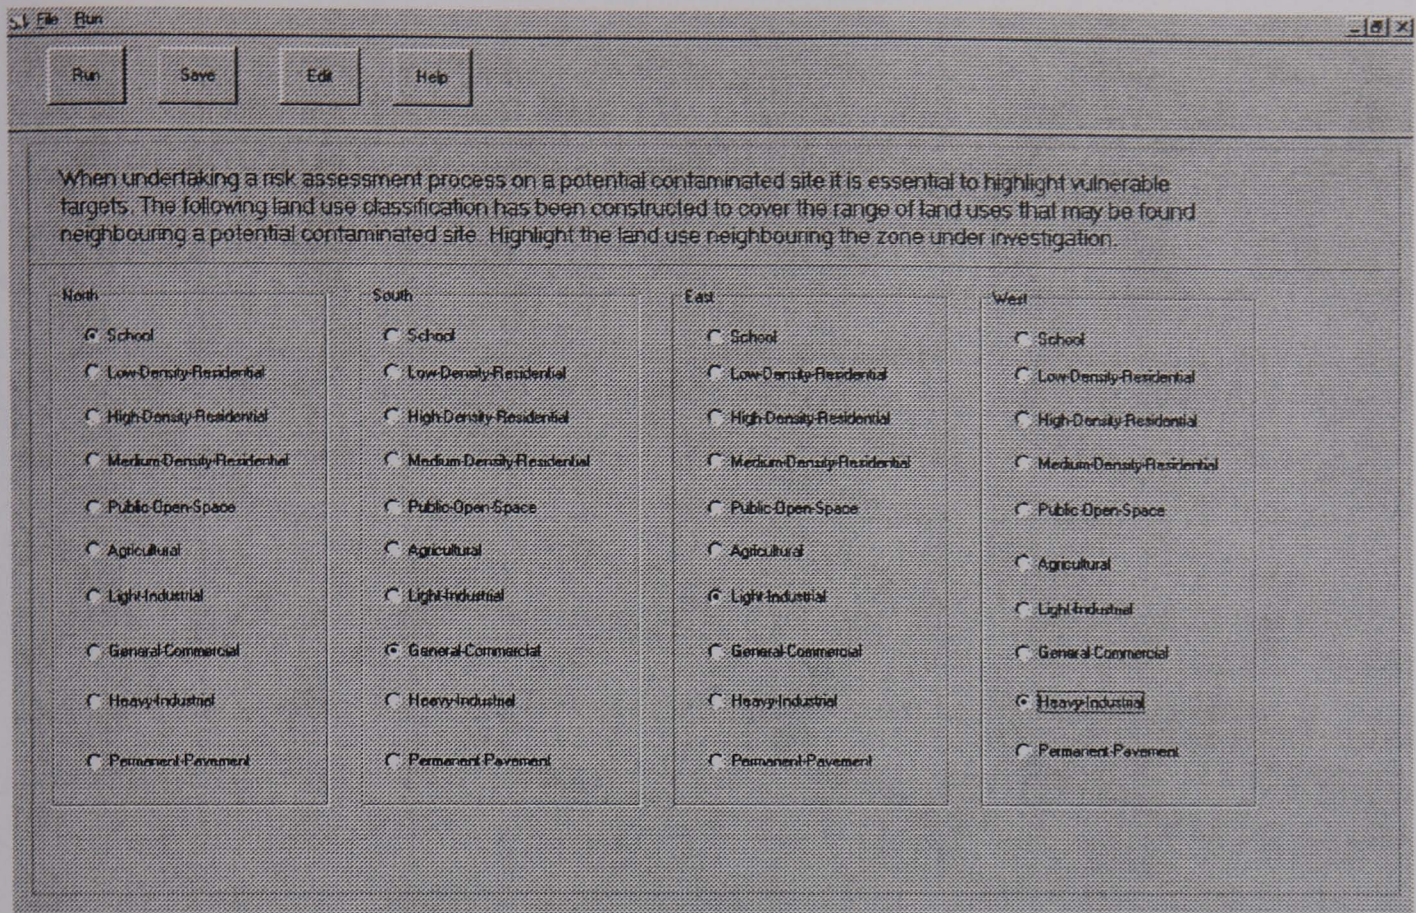 File Run
Run Save Edit Help
When undertaking a risk assessment process on a potential contaminated site it is essential to highlight vulnerable
targets. The following land use classification has been constructed to cover the range of land uses that may be found
neighbouring a potential contaminated site. Highlight the land use neighbouring the zone under investigation.
North
School
Low-Density-Residential
High-Density-Residential
Medium-Density-Residential
Public-Open-Space
Agricultural
Light-Industrial
General-Commercial
Heavy-Industrial
Permanent-Pavement
South
School
Low-Density-Residential
High-Density-Residential
Medium-Density-Residential
Public-Open-Space
Agricultural
Light-Industrial
General-Commercial
Heavy-Industrial
Permanent-Pavement
East
School
Low-Density-Residential
High-Density-Residential
Medium-Density-Residential
Public-Open-Space
Agricultural
Light-Industrial
General-Commercial
Heavy-Industrial
Permanent-Pavement
West
School
Low-Density-Residential
High-Density-Residential
Medium-Density-Residential
Public-Open-Space
Agricultural
Light-Industrial
General-Commercial
Heavy-Industrial
Permanent-Pavement